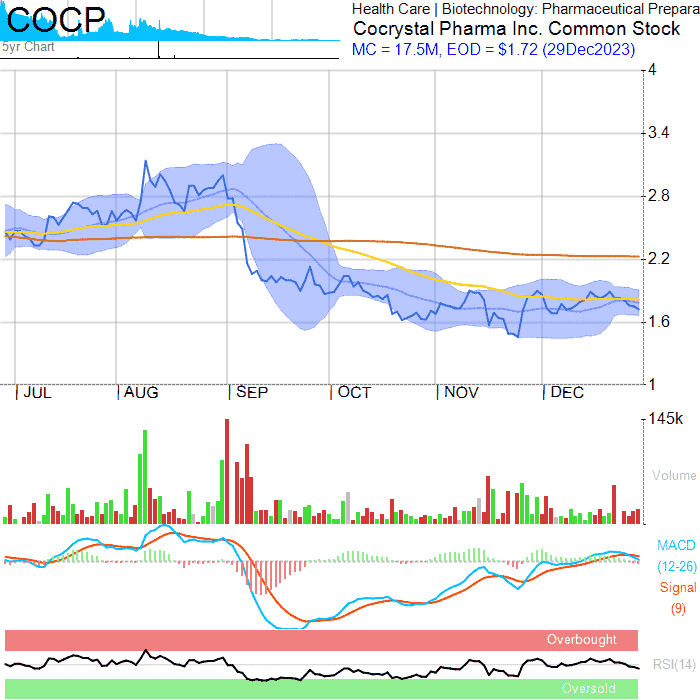 COCP
5yr Chart
Health Care | Biotechnology: Pharmaceutical Prepara
Cocrystal Pharma Inc. Common Stock
MC = 17.5M, EOD = $1.72 (29Dec2023)
4
3.4
2.8
2.2
1.6
1
JUL AUG SEP OCT NOV DEC
145k
Volume
MACD
(12-26)
Signal
(9)
Overbought
RSI(14)
Oversold